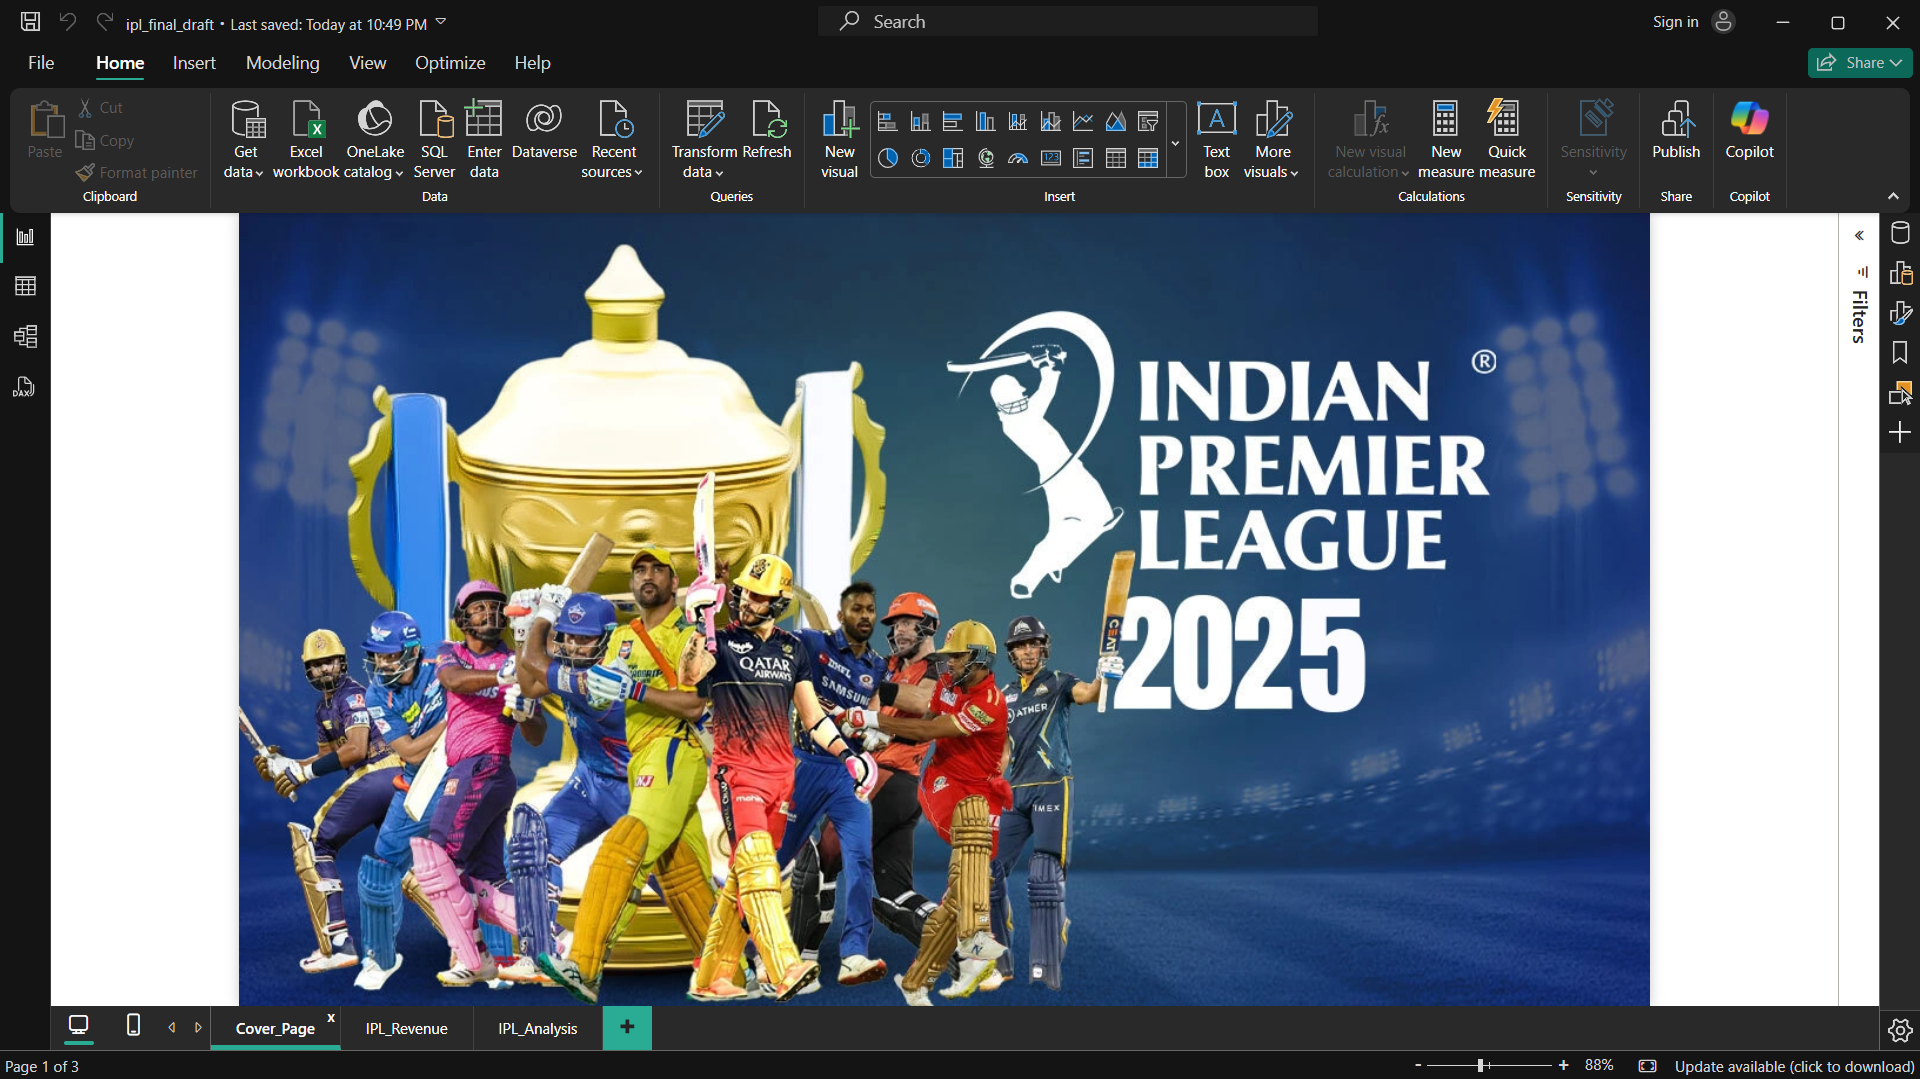 ipl_final_draft • Last saved: Today at 10:49 PM
Search
Sign in
File
Home
Insert
Modeling
View
Optimize
Help
Share
Paste
Cut
Copy
Format painter
Clipboard
Get data
Excel workbook
OneLake catalog
SQL Server
Enter data
Dataverse
Recent sources
Data
Transform data
Refresh
Queries
New visual
Text box
More visuals
Insert
New visual calculation
New measure
Quick measure
Calculations
Sensitivity
Sensitivity
Publish
Share
Copilot
Copilot
DAX
Filters
INDIAN ®
PREMIER
LEAGUE
2025
CEAT
QATAR
AIRWAYS
DHFL
SAMSUNG
ATHER
IMEX
Cover_Page x
IPL_Revenue
IPL_Analysis
+
Page 1 of 3
- + 88%
Update available (click to download)